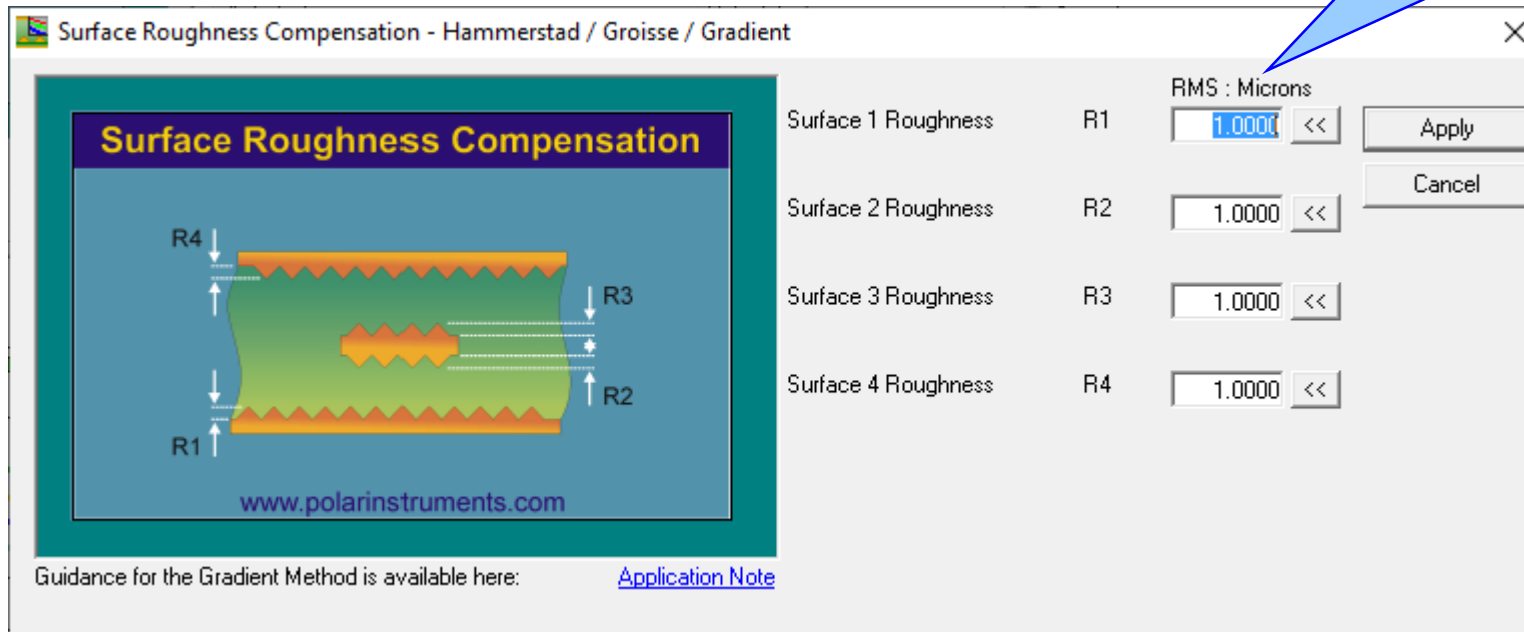 Surface Roughness Compensation - Hammerstad / Groisse / Gradient
Surface Roughness Compensation
R4
R3
R2
R1
www.polarinstruments.com
Guidance for the Gradient Method is available here: Application Note
RMS : Microns
Surface 1 Roughness R1 1.0000 << Apply
Cancel
Surface 2 Roughness R2 1.0000 <<
Surface 3 Roughness R3 1.0000 <<
Surface 4 Roughness R4 1.0000 <<